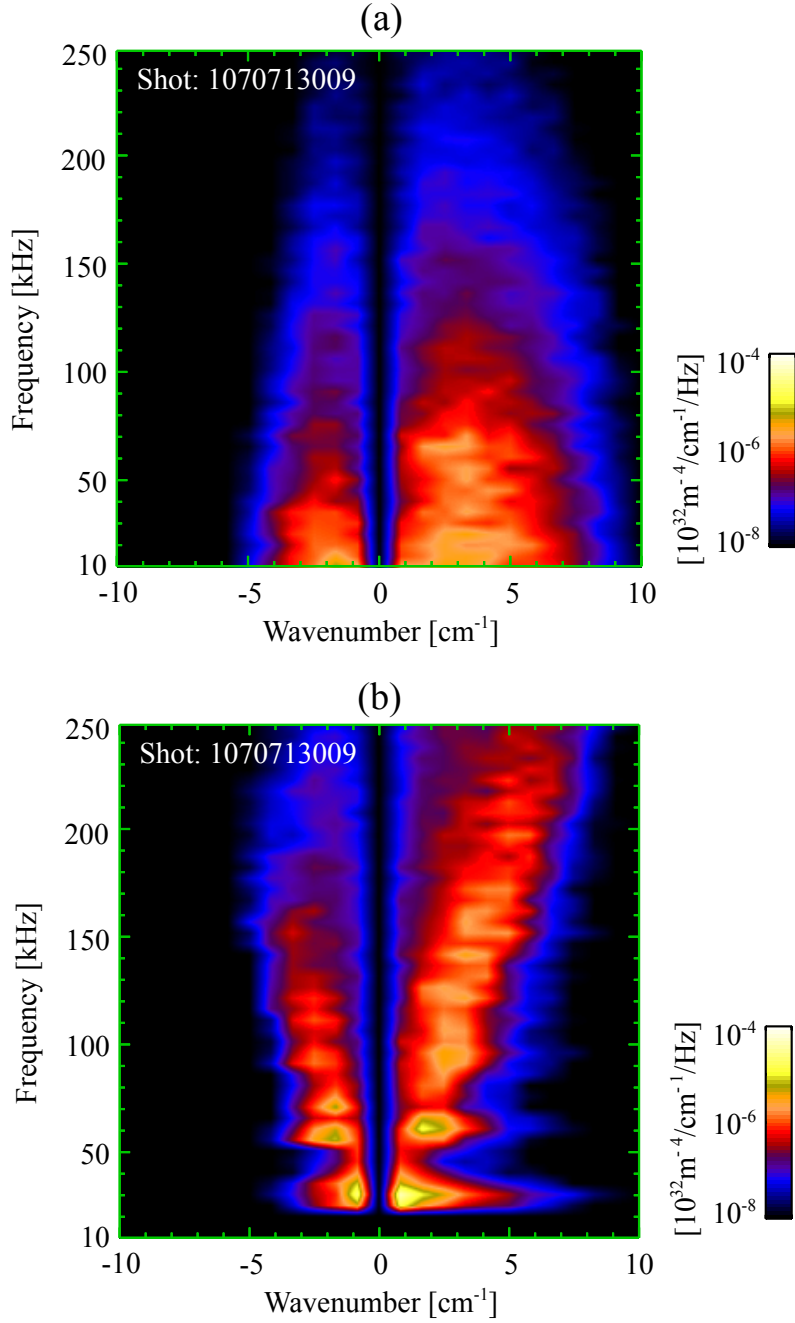 (a)
Shot: 1070713009
250
200
150
100
50
10
Frequency [kHz]
-10 -5 0 5 10
Wavenumber [cm⁻¹]
[10³²m⁻⁴/cm⁻¹/Hz]
10⁻⁴
10⁻⁶
10⁻⁸
(b)
Shot: 1070713009
250
200
150
100
50
10
Frequency [kHz]
-10 -5 0 5 10
Wavenumber [cm⁻¹]
[10³²m⁻⁴/cm⁻¹/Hz]
10⁻⁴
10⁻⁶
10⁻⁸